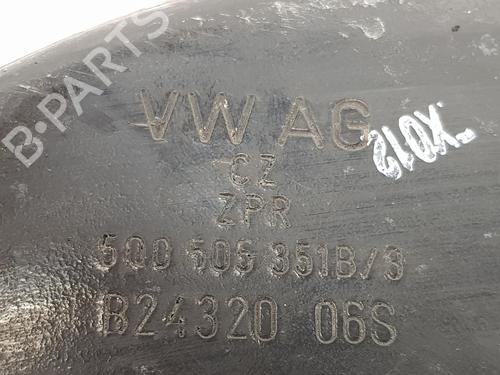 B-PARTS
VW AG
CZ
ZPR
5Q0 505 351B/3
B24320 06S